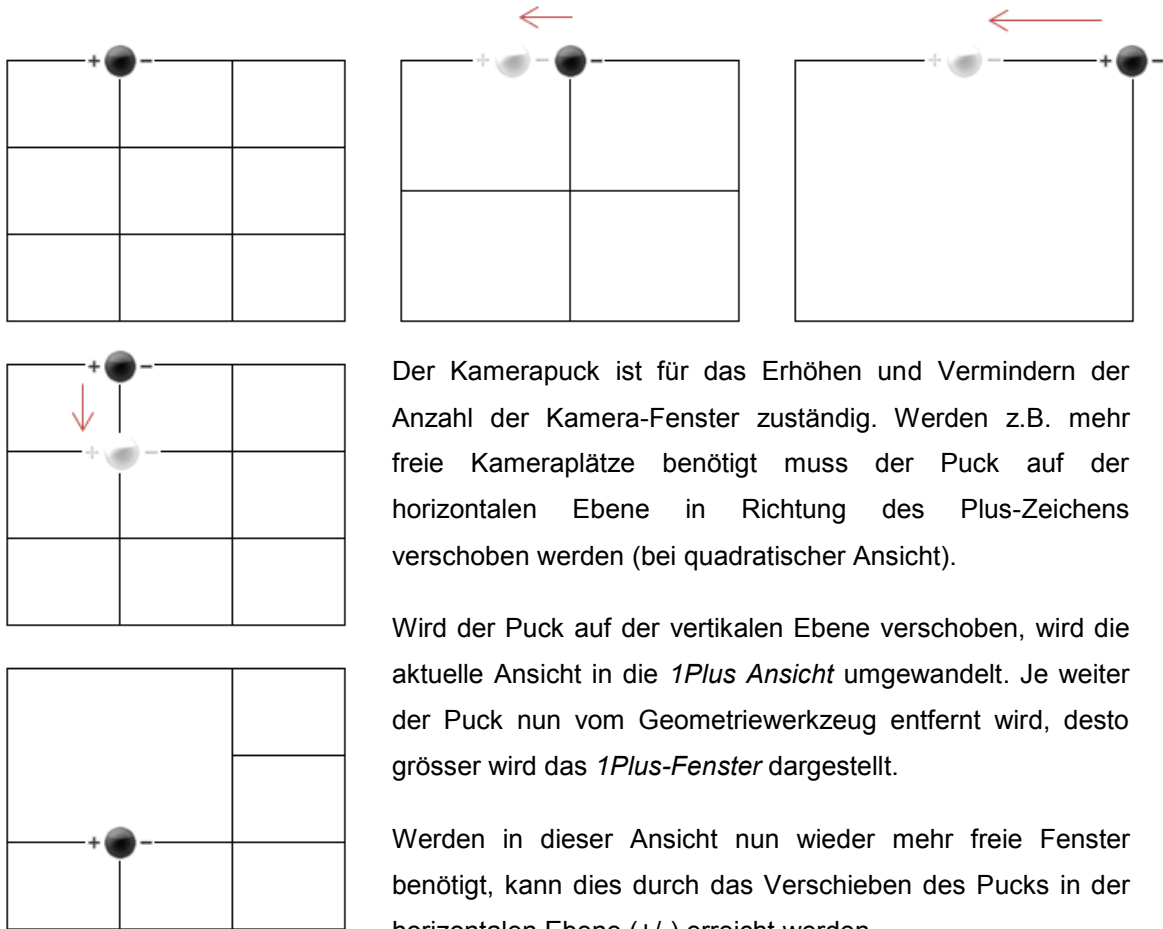 Der Kamerapuck ist für das Erhöhen und Vermindern der
Anzahl der Kamera-Fenster zuständig. Werden z.B. mehr
freie Kameraplätze benötigt muss der Puck auf der
horizontalen Ebene in Richtung des Plus-Zeichens
verschoben werden (bei quadratischer Ansicht).
Wird der Puck auf der vertikalen Ebene verschoben, wird die
aktuelle Ansicht in die 1Plus Ansicht umgewandelt. Je weiter
der Puck nun vom Geometriewerkzeug entfernt wird, desto
grösser wird das 1Plus-Fenster dargestellt.
Werden in dieser Ansicht nun wieder mehr freie Fenster
benötigt, kann dies durch das Verschieben des Pucks in der
horizontalen Ebene (+/-) erreicht werden